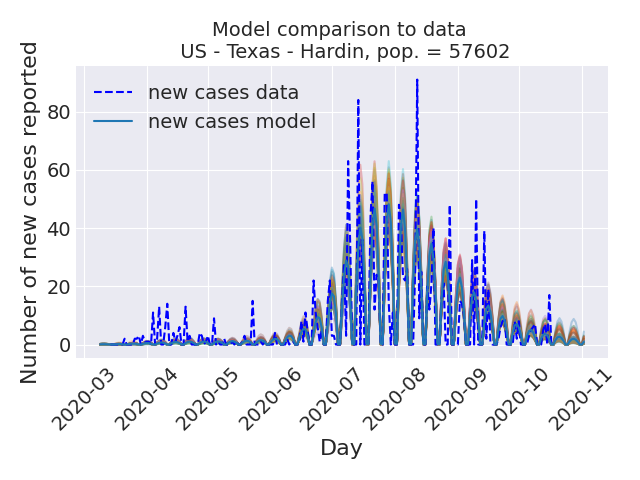 Model comparison to data
US - Texas - Hardin, pop. = 57602
Number of new cases reported
new cases data
new cases model
80
60
40
20
0
2020-03
2020-04
2020-05
2020-06
2020-07
2020-08
2020-09
2020-10
2020-11
Day